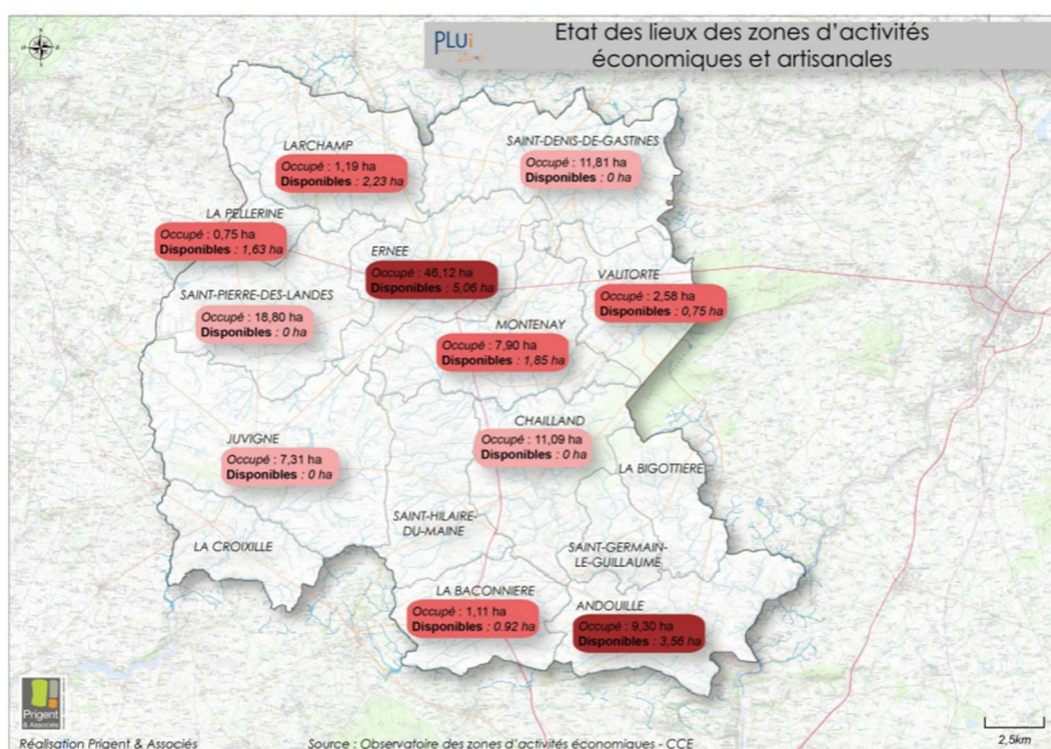 PLUi
Etat des lieux des zones d'activités
économiques et artisanales
LARCHAMP
Occupé : 1,19 ha
Disponibles : 2,23 ha
SAINT-DENIS-DE-GASTINES
Occupé : 11,81 ha
Disponibles : 0 ha
LA PELLERINE
Occupé : 0,75 ha
Disponibles : 1,63 ha
ERNEE
Occupé : 46,12 ha
Disponibles : 5,06 ha
VAUTORTE
Occupé : 2,58 ha
Disponibles : 0,75 ha
SAINT-PIERRE-DES-LANDES
Occupé : 18,80 ha
Disponibles : 0 ha
MONTENAY
Occupé : 7,90 ha
Disponibles : 1,85 ha
CHAILLAND
Occupé : 11,09 ha
Disponibles : 0 ha
JUVIGNE
Occupé : 7,31 ha
Disponibles : 0 ha
LA BIGOTTIERE
SAINT-HILAIRE-
DU-MAINE
LA CROIXILLE
SAINT-GERMAIN-
LE-GUILLAUME
LA BACONNIERE
Occupé : 1,11 ha
Disponibles : 0.92 ha
ANDOUILLE
Occupé : 9,30 ha
Disponibles : 3,56 ha
Prigent
& Associés
Réalisation Prigent & Associés
Source : Observatoire des zones d'activités économiques - CCE
2,5km